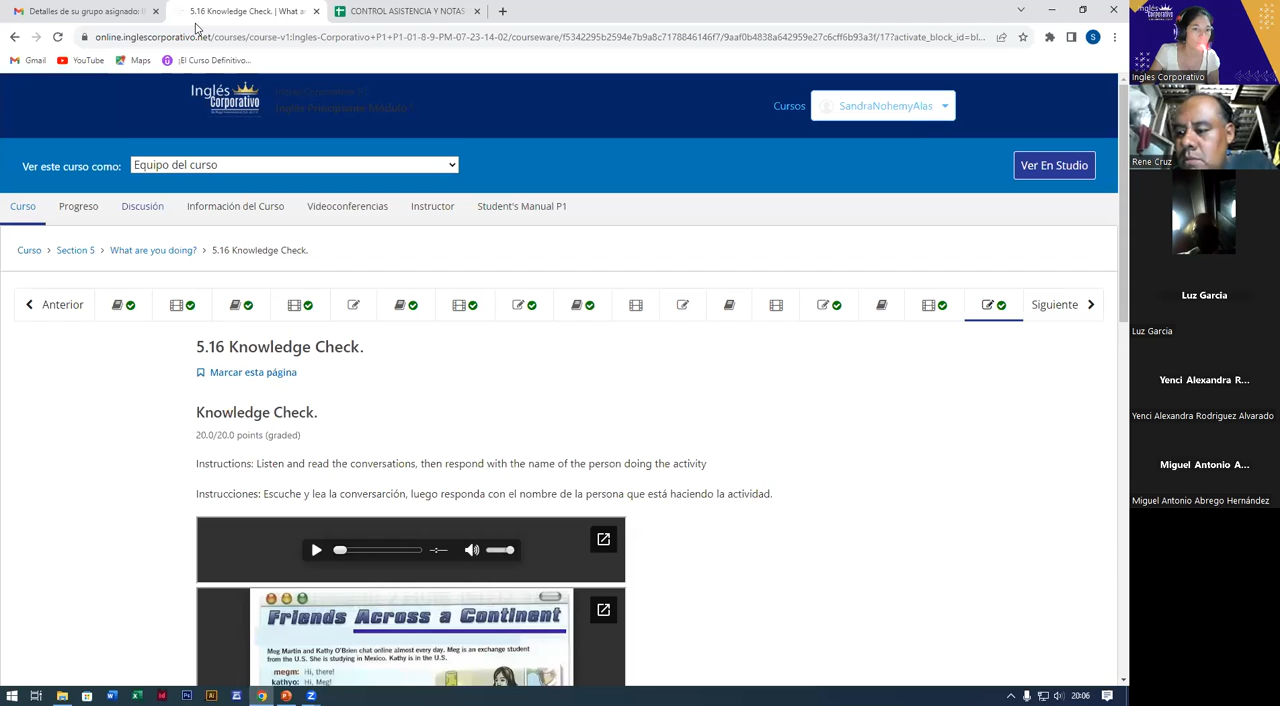 Detalles de su grupo asignado: I
5.16 Knowledge Check. | What ar
CONTROL ASISTENCIA Y NOTAS
online.inglescorporativo.net/courses/course-v1:Ingles-Corporativo+P1+P1-01-8-9-PM-07-23-14-02/courseware/f5342295b2594e7b9a8c7178846146f7/9aaf0b4838a642959e27c6ff6b93a3f/17?activate_block_id=bl...
S
Gmail
YouTube
Maps
¡El Curso Definitivo...
Inglés
Corporativo
Cursos
SandraNohemyAlas
Ver este curso como:
Equipo del curso
Ver En Studio
Curso
Progreso
Discusión
Información del Curso
Videoconferencias
Instructor
Student's Manual P1
Curso > Section 5 > What are you doing? > 5.16 Knowledge Check.
Anterior
Siguiente
5.16 Knowledge Check.
Marcar esta página
Knowledge Check.
20.0/20.0 points (graded)
Instructions: Listen and read the conversations, then respond with the name of the person doing the activity
Instrucciones: Escuche y lea la conversarción, luego responda con el nombre de la persona que está haciendo la actividad.
Friends Across a Continent
Meg Martin and Kathy O'Brien chat online almost every day. Meg is an exchange student
from the U.S. She is studying in Mexico. Kathy is in the U.S.
megm: Hi, there!
kathyo: Hi, Meg!
20:06
Inglés
Corporativo
Ingles Corporativo
Rene Cruz
Luz Garcia
Luz Garcia
Yenci Alexandra R...
Yenci Alexandra Rodriguez Alvarado
Miguel Antonio A...
Miguel Antonio Abrego Hernández